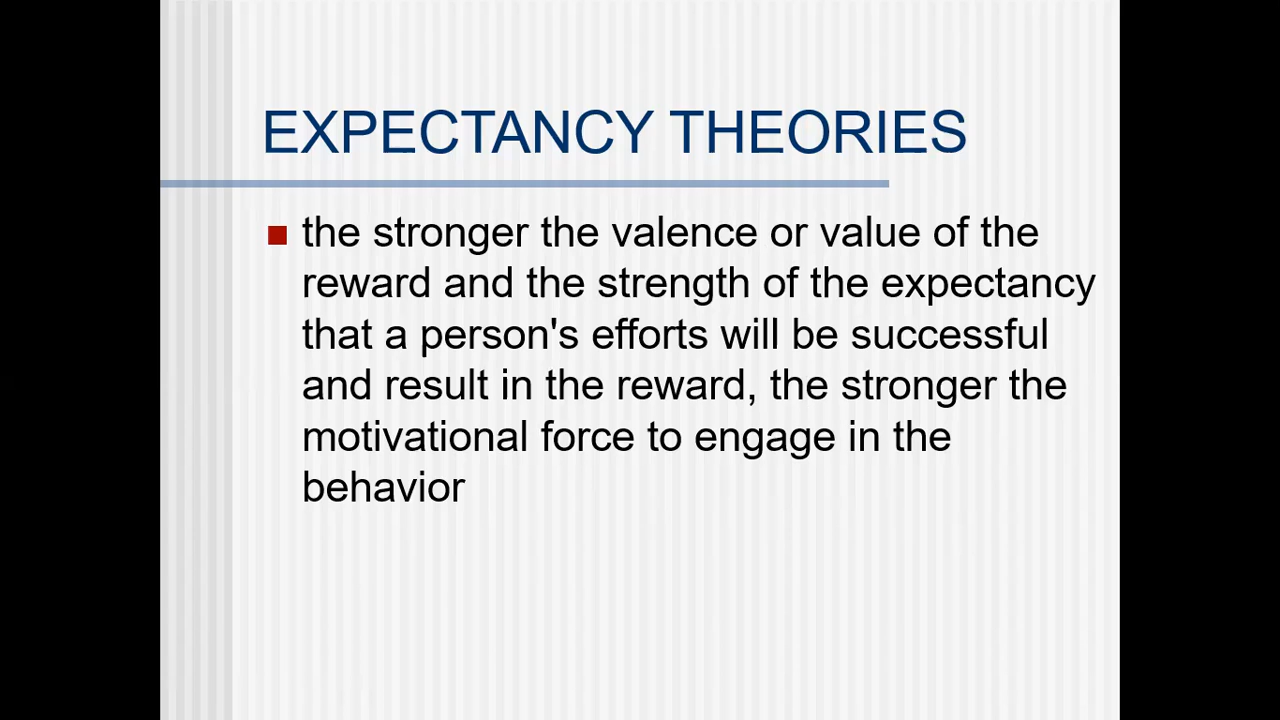 EXPECTANCY THEORIES
the stronger the valence or value of the
reward and the strength of the expectancy
that a person's efforts will be successful
and result in the reward, the stronger the
motivational force to engage in the
behavior